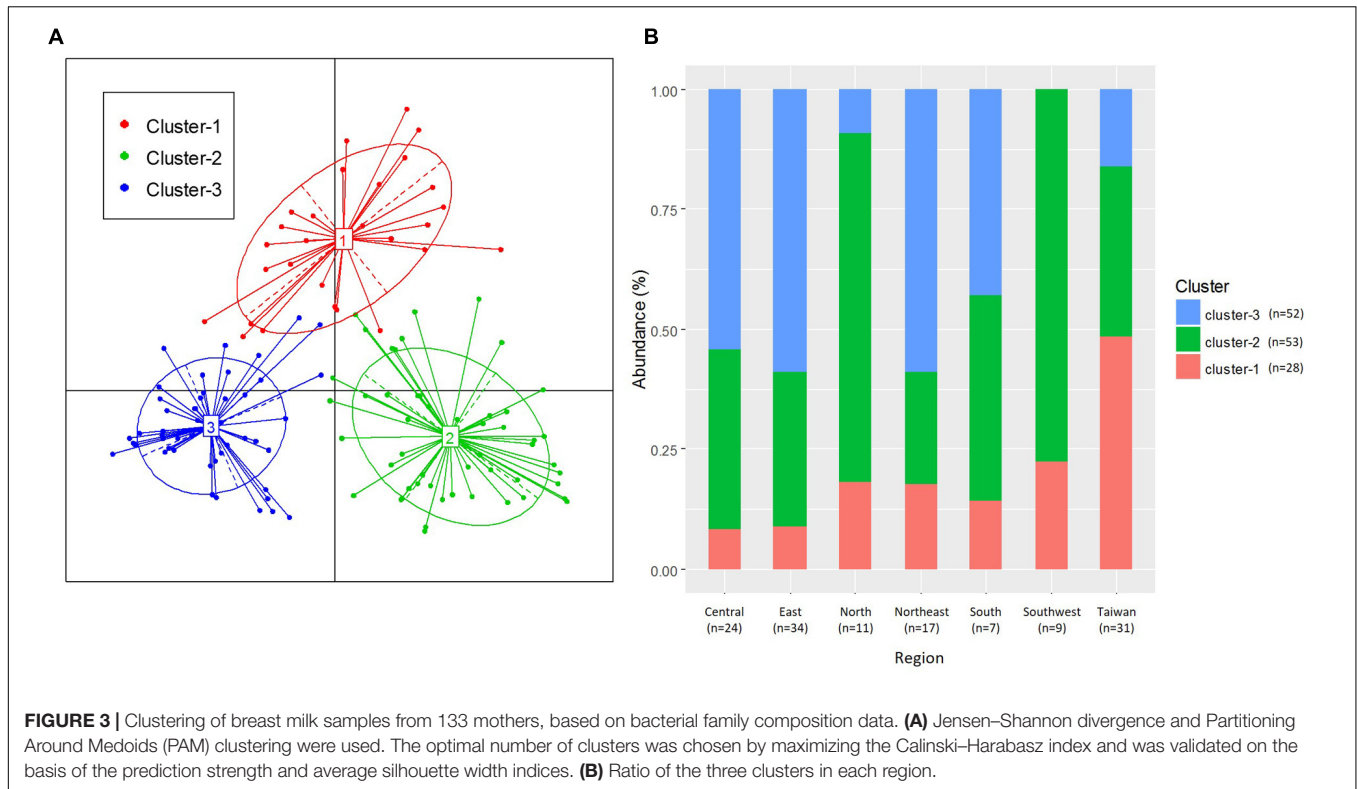 A
Cluster-1
Cluster-2
Cluster-3
1
2
3
B
Abundance (%)
1.00
0.75
0.50
0.25
0.00
Central
(n=24)
East
(n=34)
North
(n=11)
Northeast
(n=17)
South
(n=7)
Southwest
(n=9)
Taiwan
(n=31)
Region
Cluster
cluster-3 (n=52)
cluster-2 (n=53)
cluster-1 (n=28)
FIGURE 3 | Clustering of breast milk samples from 133 mothers, based on bacterial family composition data. (A) Jensen–Shannon divergence and Partitioning
Around Medoids (PAM) clustering were used. The optimal number of clusters was chosen by maximizing the Calinski–Harabasz index and was validated on the
basis of the prediction strength and average silhouette width indices. (B) Ratio of the three clusters in each region.